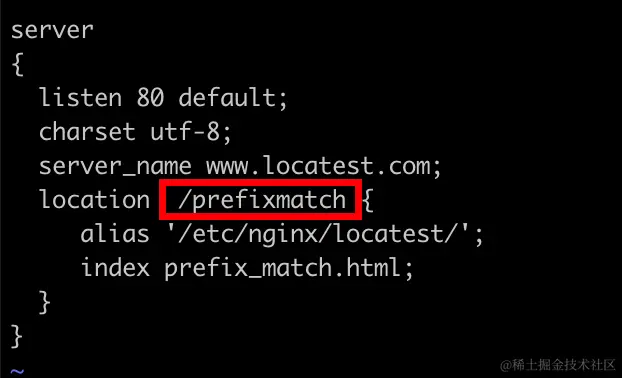 server
{
  listen 80 default;
  charset utf-8;
  server_name www.locatest.com;
  location  /prefixmatch {
     alias '/etc/nginx/locatest/';
     index prefix_match.html;
  }
}
~
@稀土掘金技术社区